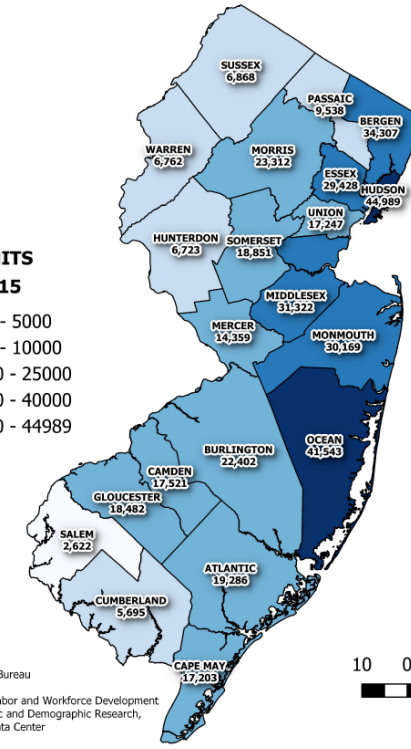 SUSSEX
6,868
PASSAIC
9,538
BERGEN
34,307
WARREN
6,762
MORRIS
23,312
ESSEX
29,428
HUDSON
44,989
UNION
17,247
HUNTERDON
6,723
SOMERSET
18,851
MIDDLESEX
31,322
MERCER
14,359
MONMOUTH
30,169
ITS
15
- 5000
- 10000
0 - 25000
0 - 40000
0 - 44989
OCEAN
41,543
BURLINGTON
22,402
CAMDEN
17,521
GLOUCESTER
18,482
SALEM
2,622
ATLANTIC
19,286
CUMBERLAND
5,695
CAPE MAY
17,203
10 0
Bureau
abor and Workforce Development
ic and Demographic Research,
ata Center